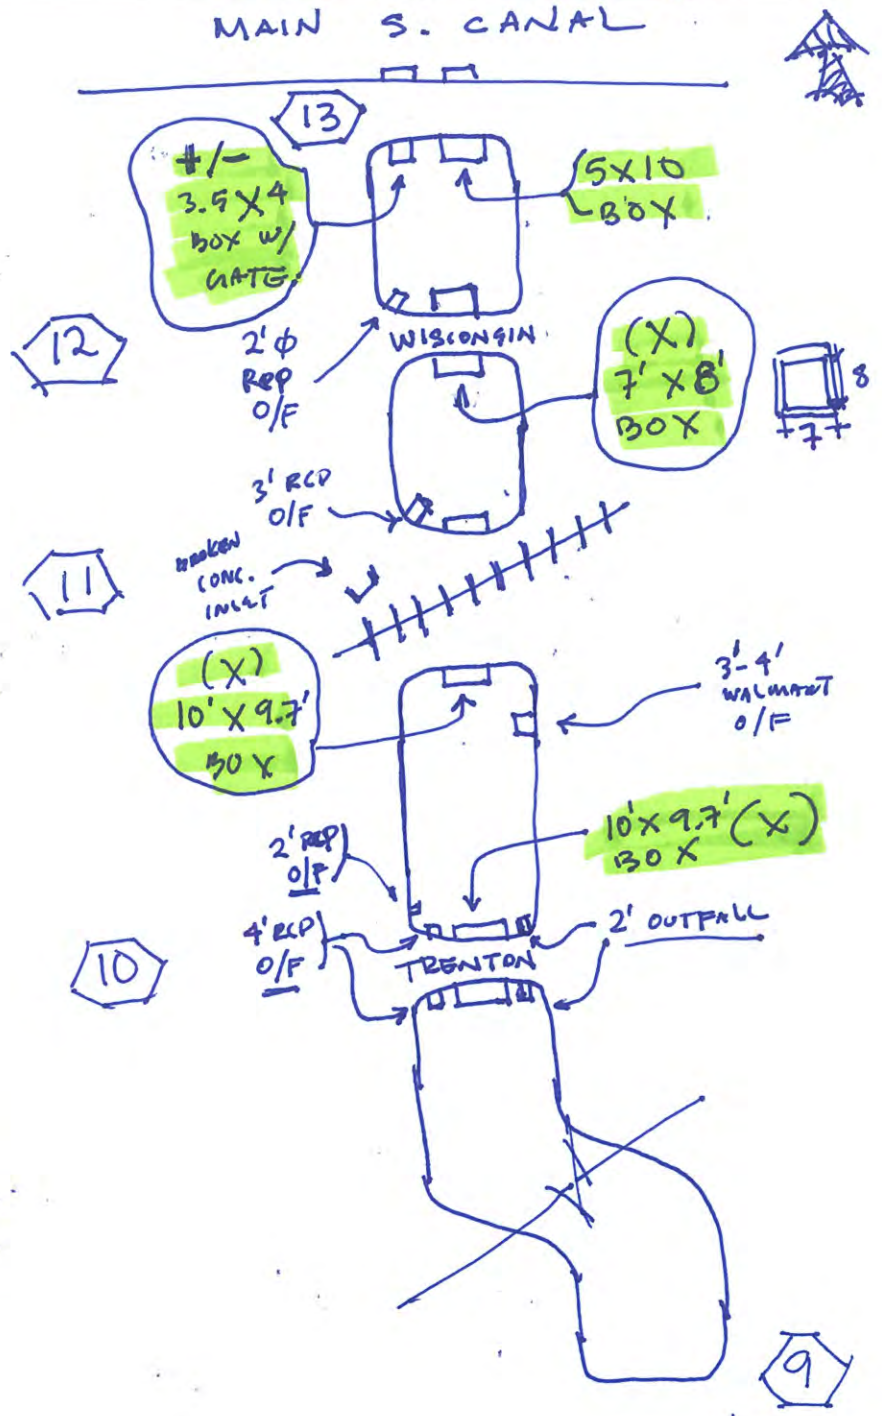 MAIN S. CANAL
13
+/-
3.5 X 4
BOX W/
GATE.
5X10
BOX
12
2' Φ
RCP
O/F
WISCONSIN
(X)
7' X 8'
BOX
8
7
3' RCP
O/F
11
BROKEN
CONC.
INLET
(X)
10' X 9.7'
BOX
3'-4'
WALMART
O/F
10' X 9.7' (X)
BOX
2' RCP
O/F
4' RCP
O/F
2' OUTFALL
10
TRENTON
9